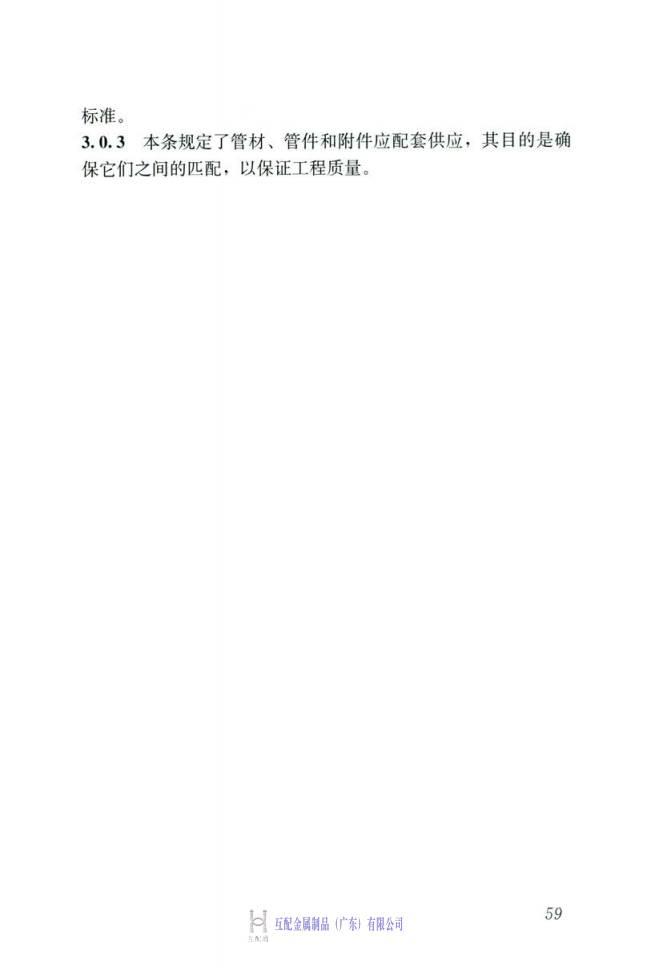 标准。
3.0.3 本条规定了管材、管件和附件应配套供应，其目的是确
保它们之间的匹配，以保证工程质量。
59
互配金属制品（广东）有限公司